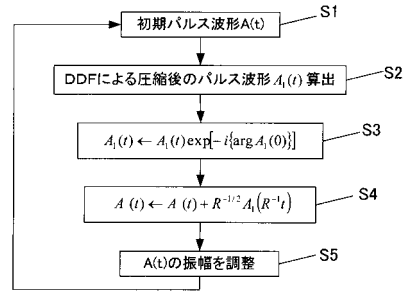 初期パルス波形A(t)
S1
DDFによる圧縮後のパルス波形 A₁(t) 算出
S2
A₁(t) ← A₁(t) exp[− i{arg A₁(0)}]
S3
A (t) ← A (t) + R⁻¹/² A₁(R⁻¹t)
S4
A(t)の振幅を調整
S5